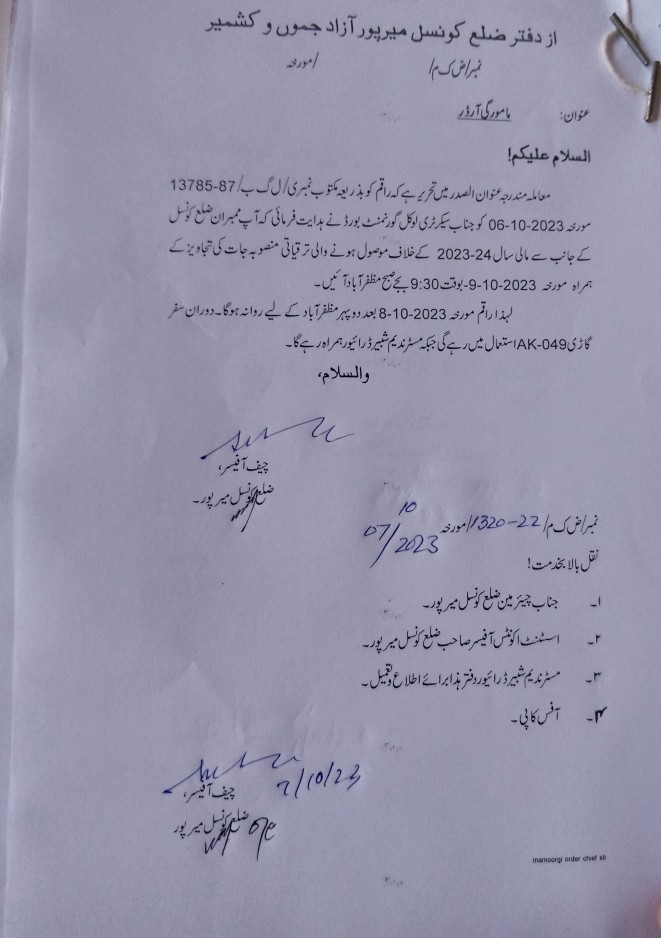 از دفتر ضلع کونسل میرپور آزاد جموں و کشمیر
نمبر/ض ک م/ /مورخہ
عنوان: مامورگی آرڈر
السلام علیکم!
معاملہ مندرجہ عنوان الصدر میں تحریر ہے کہ راقم کو بذریعہ مکتوب نمبری/ل گ ب/87-13785
مورخہ 06-10-2023 کو جناب سیکرٹری لوکل گورنمنٹ بورڈ نے ہدایت فرمائی کہ آپ ممبران ضلع کونسل
کے جانب سے مالی سال 24-2023 کے خلاف موصول ہونے والی ترقیاتی منصوبہ جات کی تجاویز کے
ہمراہ مورخہ 9-10-2023-بوقت 9:30 بجے صبح مظفرآباد آئیں۔
لہذا راقم مورخہ 8-10-2023 بعد دوپہر مظفرآباد کے لیے روانہ ہوگا۔ دوران سفر
گاڑی AK-049 استعمال میں رہے گی جبکہ مسٹر ندیم شبیر ڈرائیور ہمراہ رہے گا۔
والسلام،
چیف آفیسر،
ضلع کونسل میرپور۔
نمبر/ض ک م/1320-22/مورخہ 07/10/2023
نقل بالا بخدمت!
۱۔ جناب چیئرمین ضلع کونسل میرپور۔
۲۔ اسسٹنٹ اکونٹس آفیسر صاحب ضلع کونسل میرپور۔
۳۔ مسٹر ندیم شبیر ڈرائیور دفتر ہذا برائے اطلاع و تعمیل۔
۴۔ آفس کاپی۔
7/10/23
چیف آفیسر،
ضلع کونسل میرپور
mamoorgi order chief sb